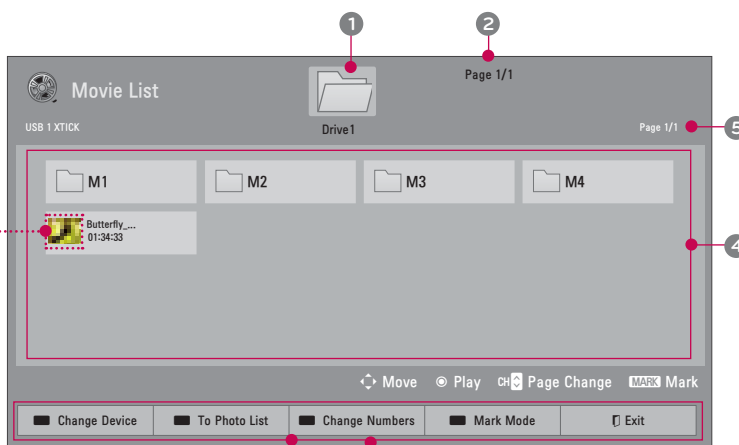 1 2
Page 1/1
Movie List
USB 1 XTICK Drive1 Page 1/1 5
M1 M2 M3 M4
Butterfly_...
01:34:33
4
Move Play CH Page Change MARK Mark
Change Device To Photo List Change Numbers Mark Mode Exit